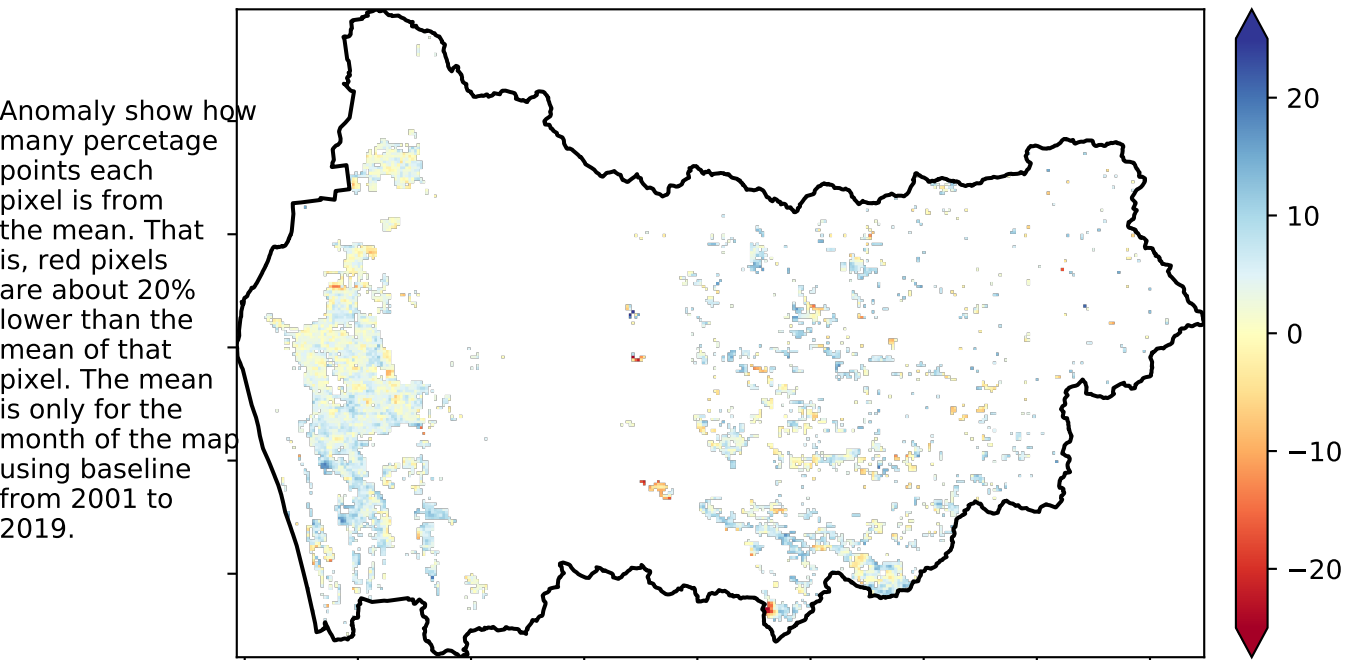 Anomaly show how
many percetage
points each
pixel is from
the mean. That
is, red pixels
are about 20%
lower than the
mean of that
pixel. The mean
is only for the
month of the map
using baseline
from 2001 to
2019.
20
10
0
−10
−20